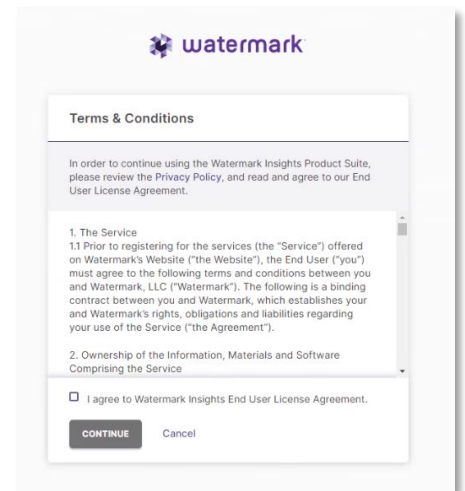 watermark
Terms & Conditions
In order to continue using the Watermark Insights Product Suite,
please review the Privacy Policy, and read and agree to our End
User License Agreement.
1. The Service
1.1 Prior to registering for the services (the "Service") offered
on Watermark's Website ("the Website"), the End User ("you")
must agree to the following terms and conditions between you
and Watermark, LLC ("Watermark"). The following is a binding
contract between you and Watermark, which establishes your
and Watermark's rights, obligations and liabilities regarding
your use of the Service ("the Agreement").
2. Ownership of the Information, Materials and Software
Comprising the Service
I agree to Watermark Insights End User License Agreement.
CONTINUE Cancel